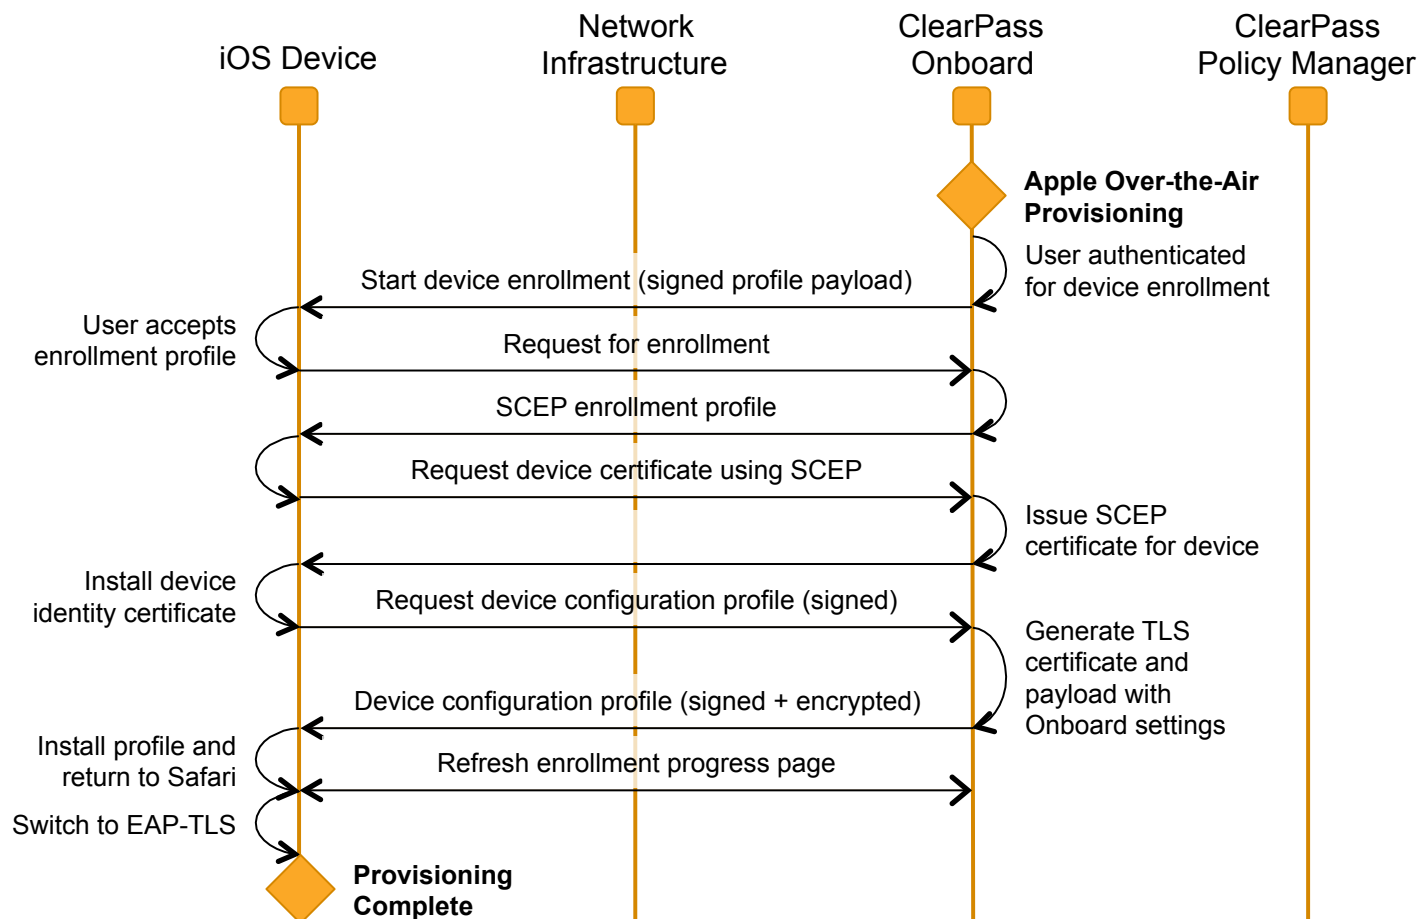 iOS Device
Network
Infrastructure
ClearPass
Onboard
ClearPass
Policy Manager
Apple Over-the-Air
Provisioning
User authenticated
for device enrollment
Start device enrollment (signed profile payload)
User accepts
enrollment profile
Request for enrollment
SCEP enrollment profile
Request device certificate using SCEP
Issue SCEP
certificate for device
Install device
identity certificate
Request device configuration profile (signed)
Generate TLS
certificate and
payload with
Onboard settings
Device configuration profile (signed + encrypted)
Install profile and
return to Safari
Refresh enrollment progress page
Switch to EAP-TLS
Provisioning
Complete